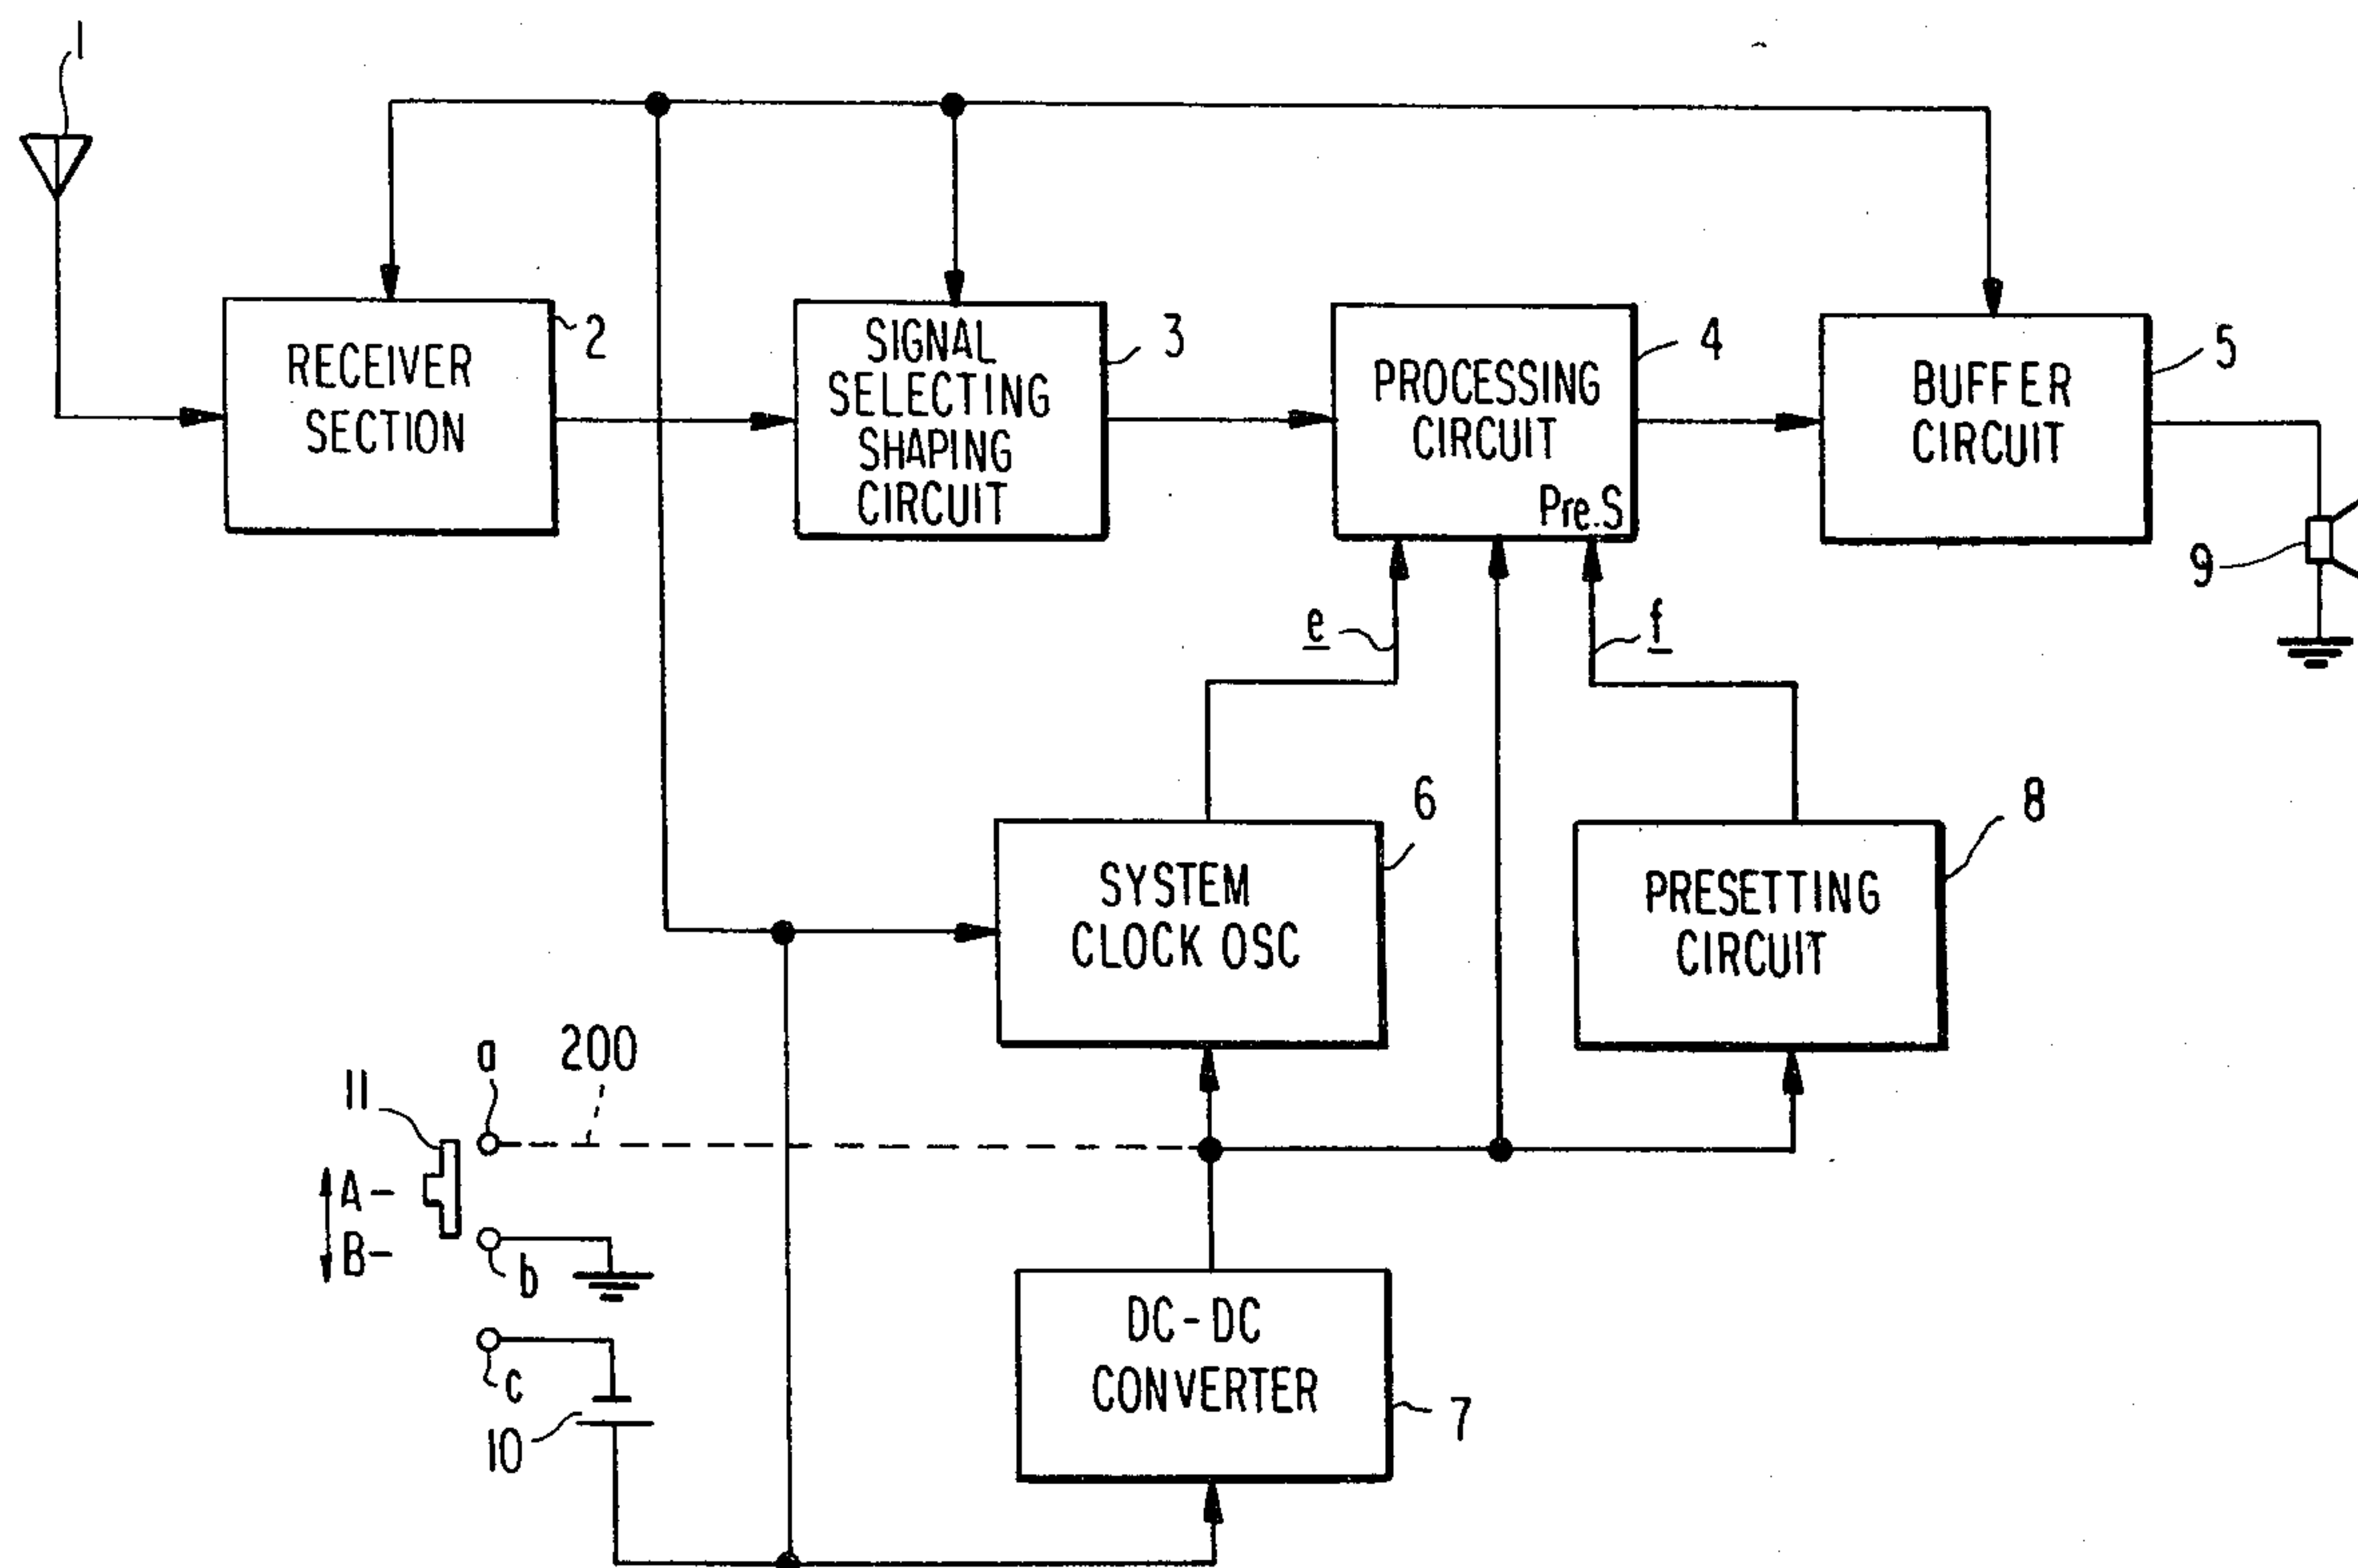 1
RECEIVER
SECTION
2
SIGNAL
SELECTING
SHAPING
CIRCUIT
3
PROCESSING
CIRCUIT
Pre.S
4
BUFFER
CIRCUIT
5
9
e
f
SYSTEM
CLOCK OSC
6
PRESETTING
CIRCUIT
8
11
a
200
A-
B-
b
c
10
DC-DC
CONVERTER
7